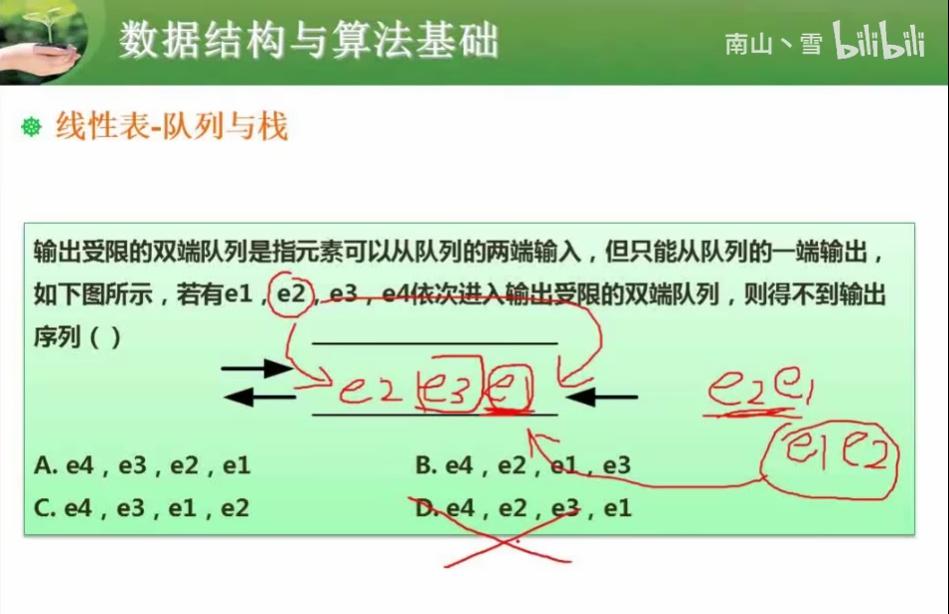 数据结构与算法基础
南山丶雪 bilibili
线性表-队列与栈
输出受限的双端队列是指元素可以从队列的两端输入，但只能从队列的一端输出，
如下图所示，若有e1，e2，e3，e4依次进入输出受限的双端队列，则得不到输出
序列（ ）
e2 e3 e1
e2e1
e1 e2
A. e4，e3，e2，e1
B. e4，e2，e1，e3
C. e4，e3，e1，e2
D. e4，e2，e3，e1